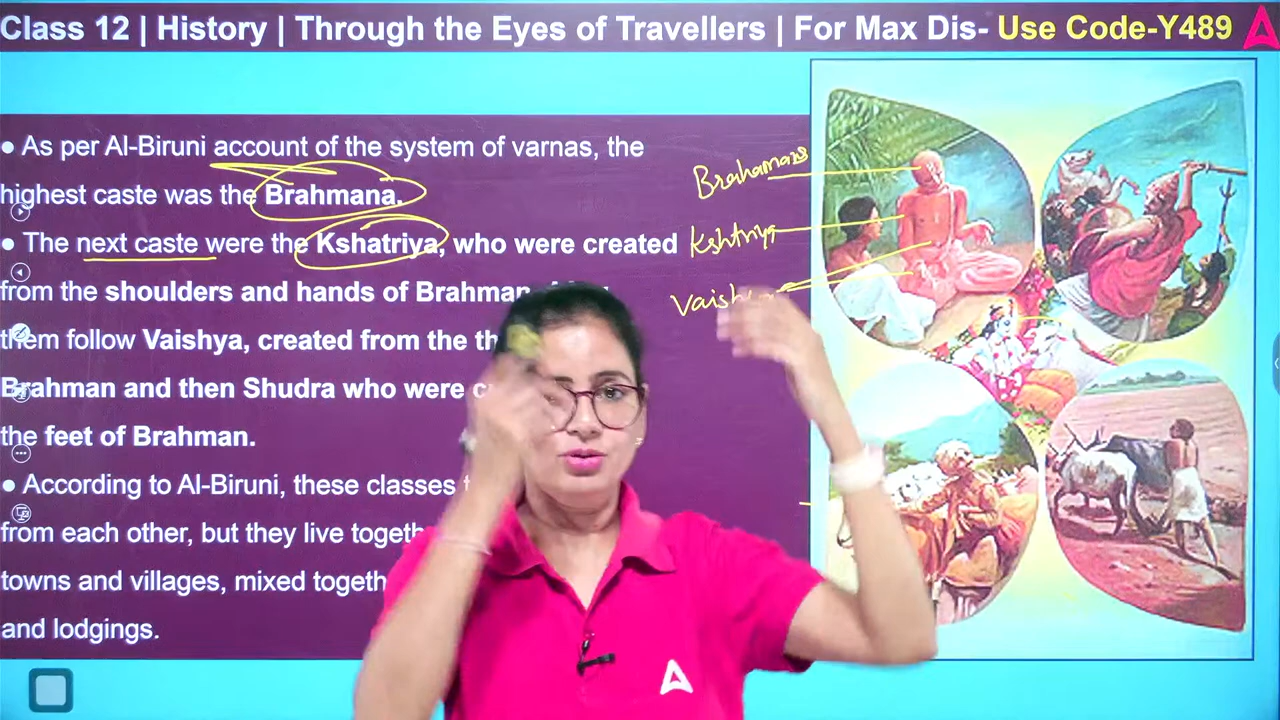 Class 12 | History | Through the Eyes of Travellers | For Max Dis- Use Code-Y489
● As per Al-Biruni account of the system of varnas, the
highest caste was the Brahmana.
● The next caste were the Kshatriya, who were created
from the shoulders and hands of Brahman.
them follow Vaishya, created from the
Brahman and then Shudra who were
the feet of Brahman.
● According to Al-Biruni, these classes
from each other, but they live
towns and villages, mixed
and lodgings.
Kshtriya